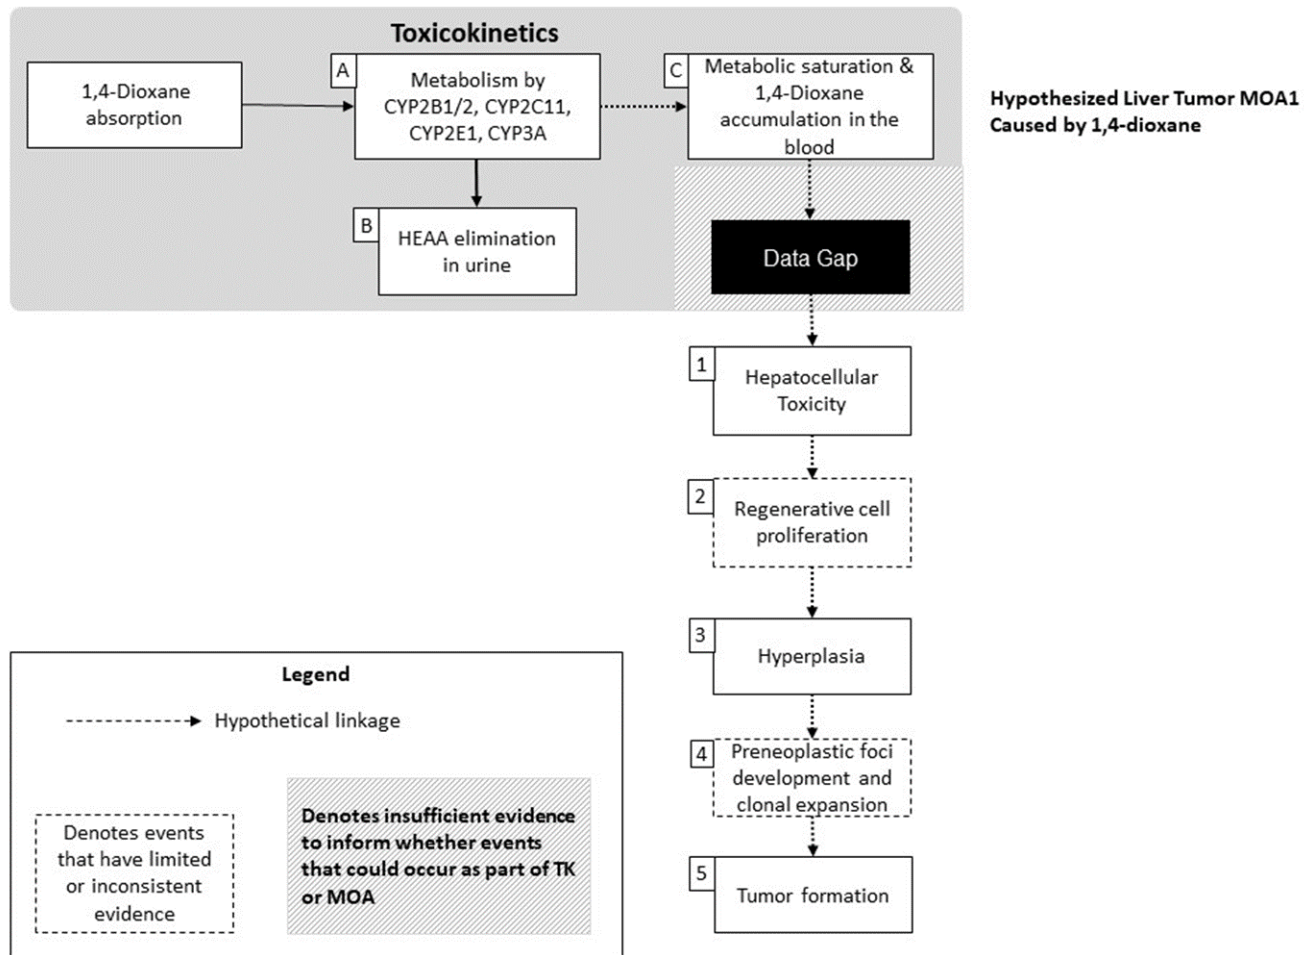 Toxicokinetics
1,4-Dioxane
absorption
A
Metabolism by
CYP2B1/2, CYP2C11,
CYP2E1, CYP3A
C
Metabolic saturation &
1,4-Dioxane
accumulation in the
blood
Hypothesized Liver Tumor MOA1
Caused by 1,4-dioxane
B
HEAA elimination
in urine
Data Gap
1
Hepatocellular
Toxicity
2
Regenerative cell
proliferation
3
Hyperplasia
4
Preneoplastic foci
development and
clonal expansion
5
Tumor formation
Legend
Hypothetical linkage
Denotes events
that have limited
or inconsistent
evidence
Denotes insufficient evidence
to inform whether events
that could occur as part of TK
or MOA